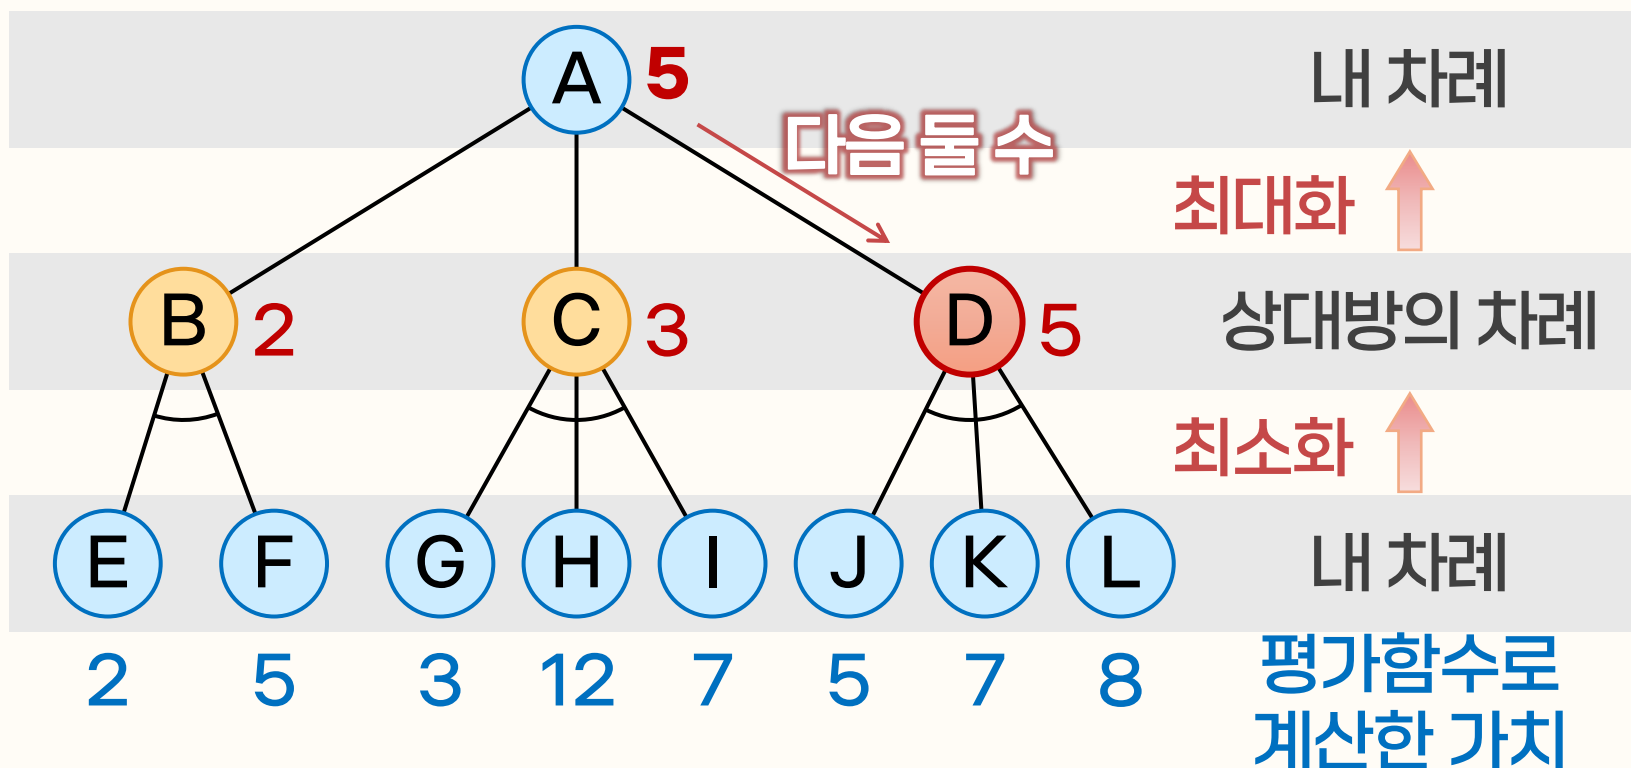 A 5 내 차례
다음 둘 수
최대화
B 2 C 3 D 5 상대방의 차례
최소화
E F G H I J K L 내 차례
2 5 3 12 7 5 7 8 평가함수로
계산한 가치